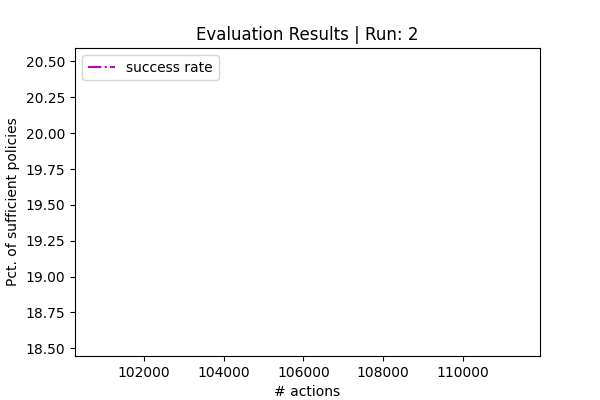 Evaluation Results | Run: 2
success rate
Pct. of sufficient policies
20.50
20.25
20.00
19.75
19.50
19.25
19.00
18.75
18.50
102000 104000 106000 108000 110000
# actions